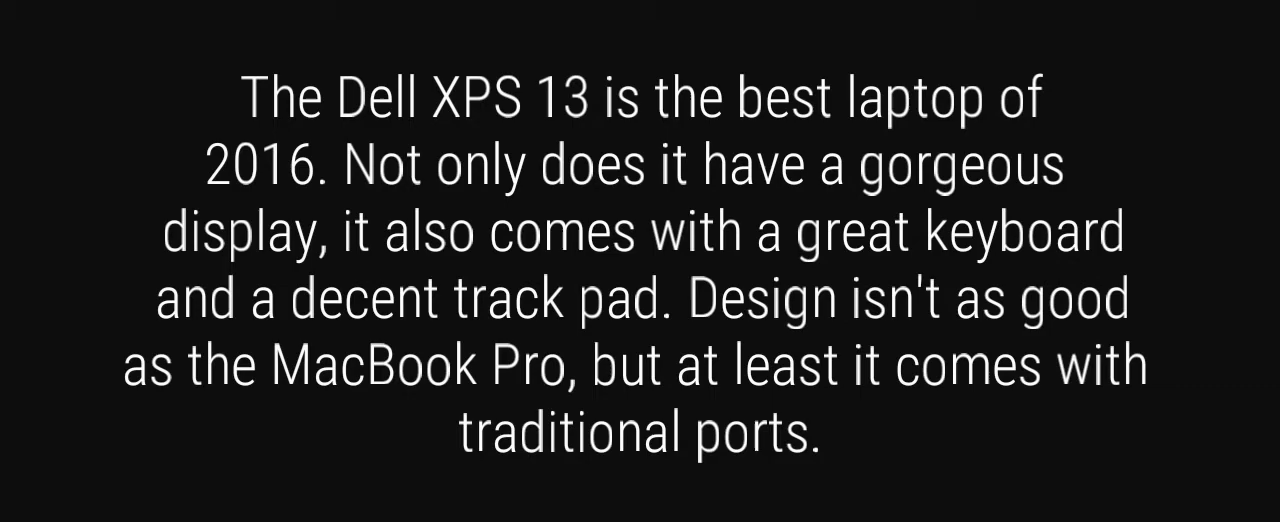 The Dell XPS 13 is the best laptop of
2016. Not only does it have a gorgeous
display, it also comes with a great keyboard
and a decent track pad. Design isn't as good
as the MacBook Pro, but at least it comes with
traditional ports.